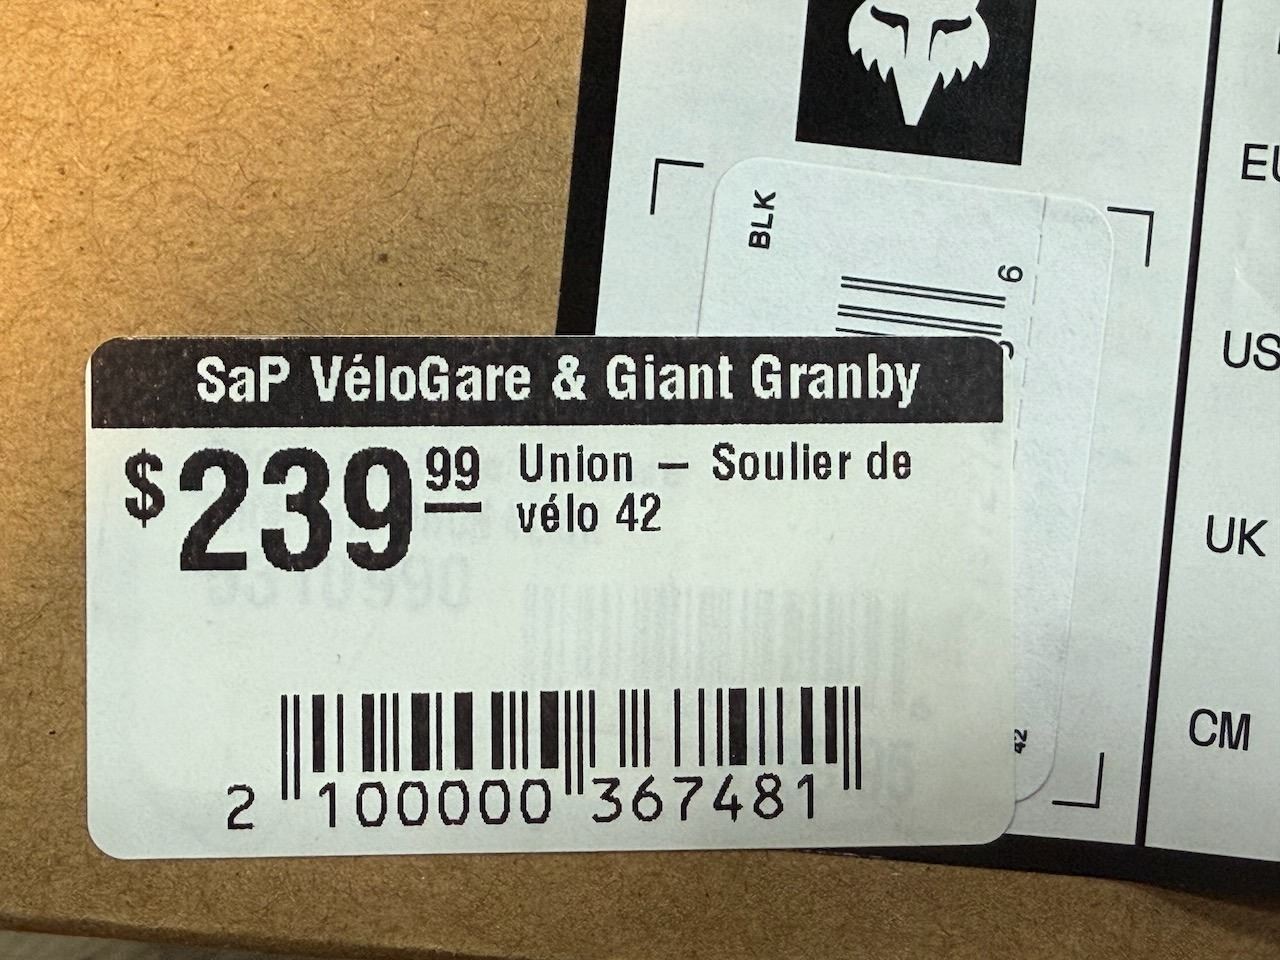 BLK
6
EU
US
UK
CM
42
SaP VéloGare & Giant Granby
$239.99
Union – Soulier de
vélo 42
2 100000 367481